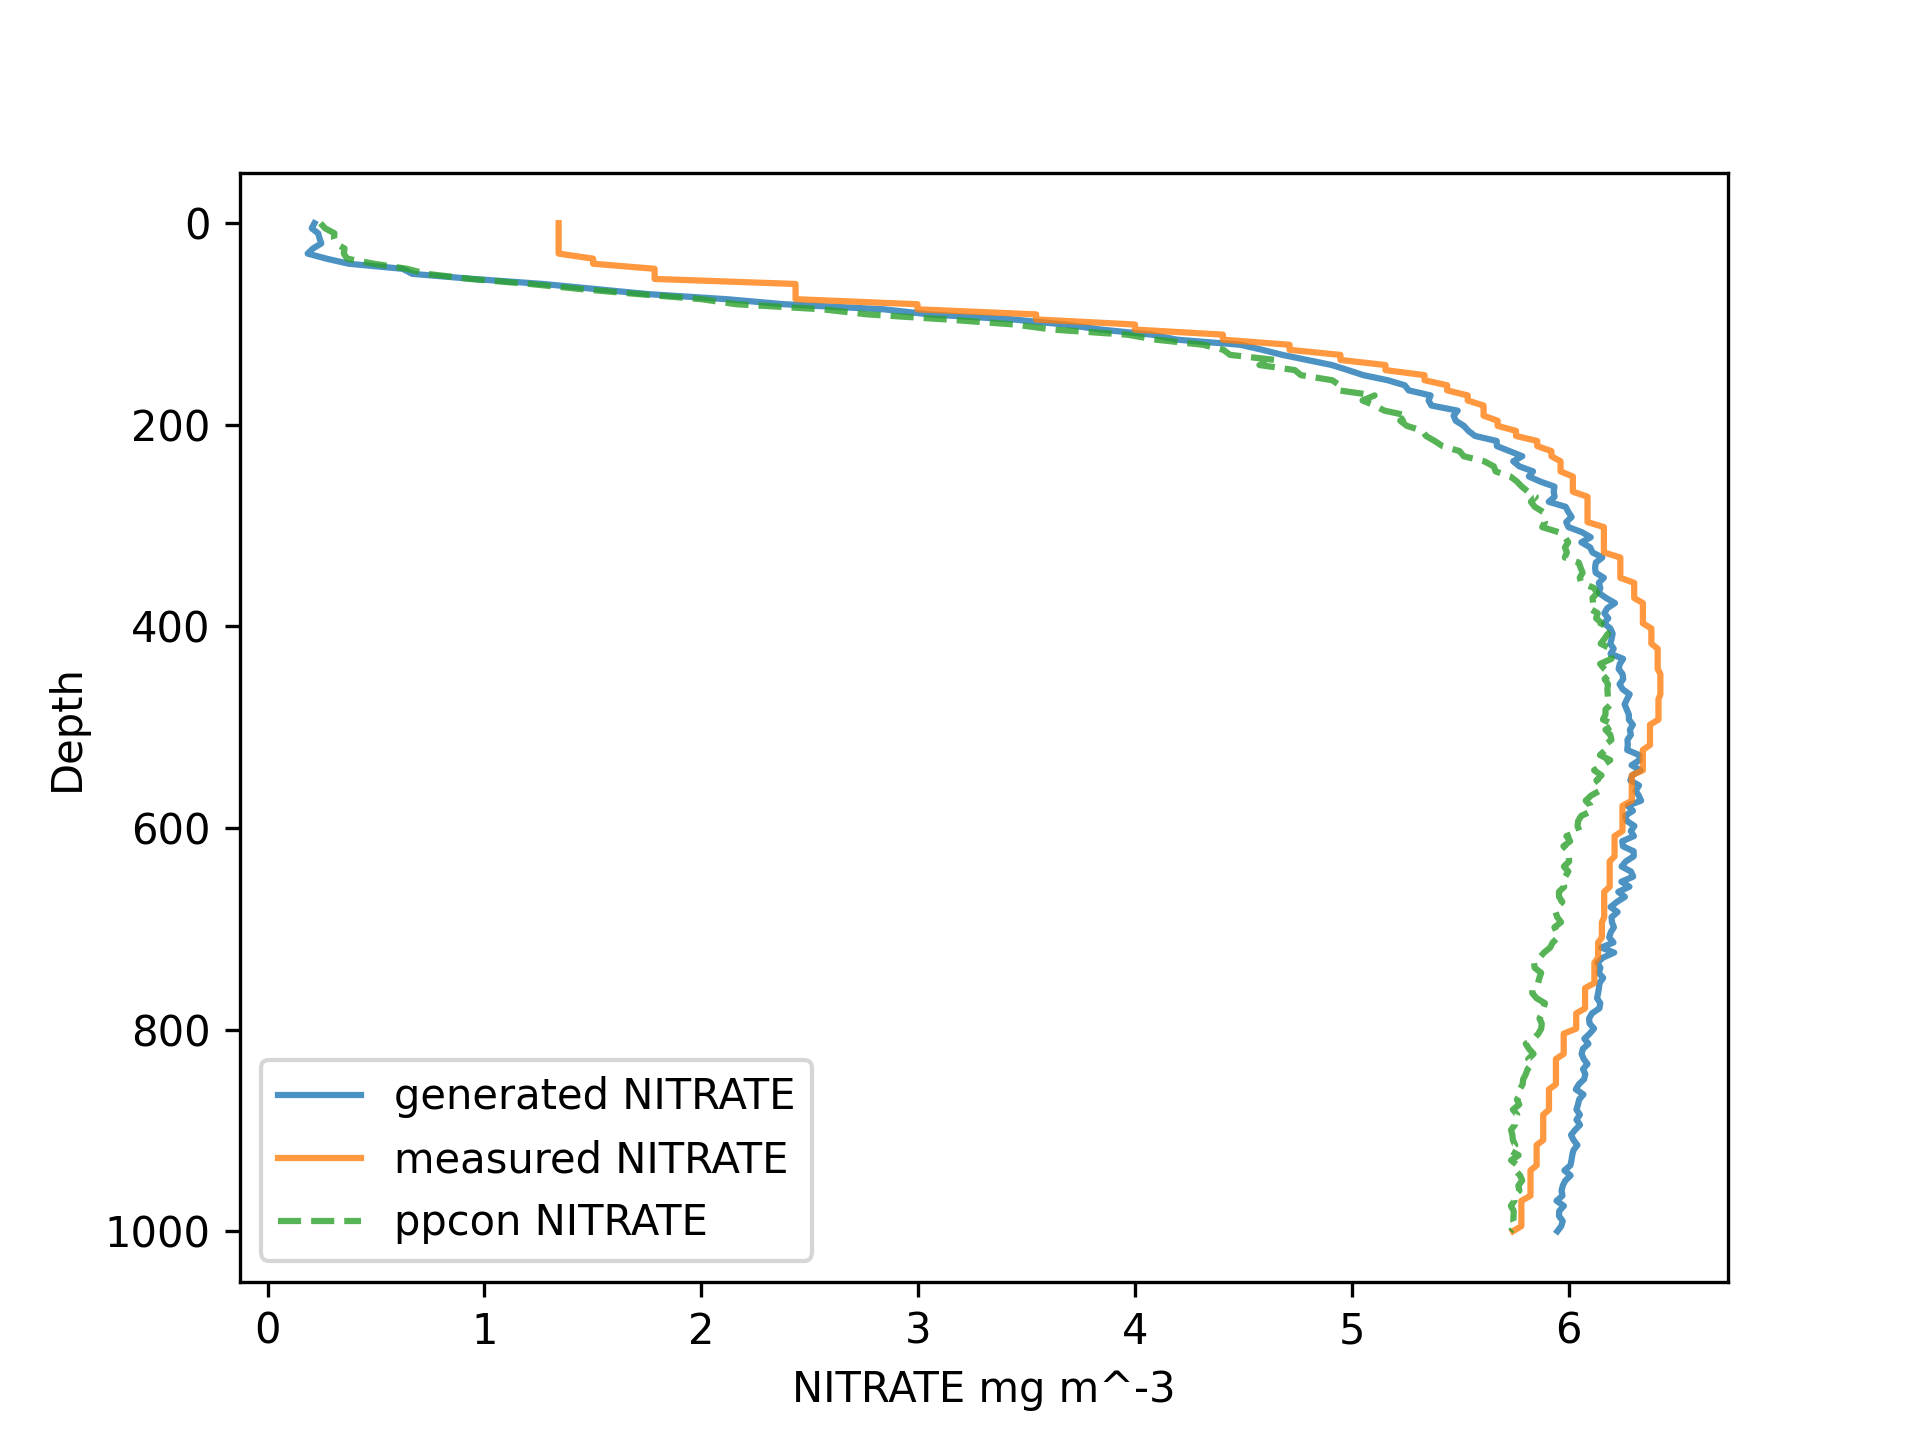 0
200
400
600
800
1000
Depth
generated NITRATE
measured NITRATE
ppcon NITRATE
0 1 2 3 4 5 6
NITRATE mg m^-3